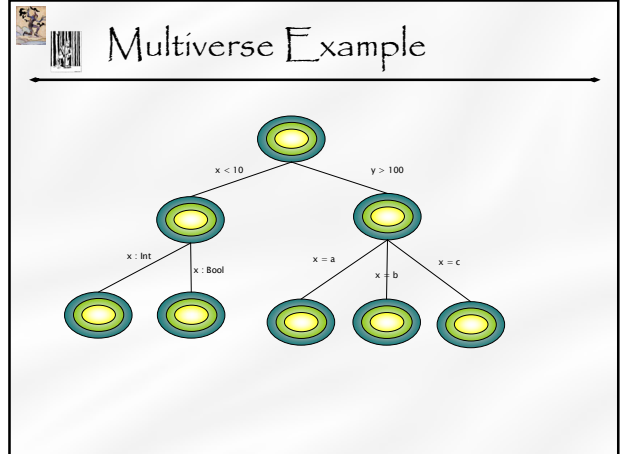 Multiverse Example
x < 10
y > 100
x : Int
x : Bool
x = a
x = b
x = c